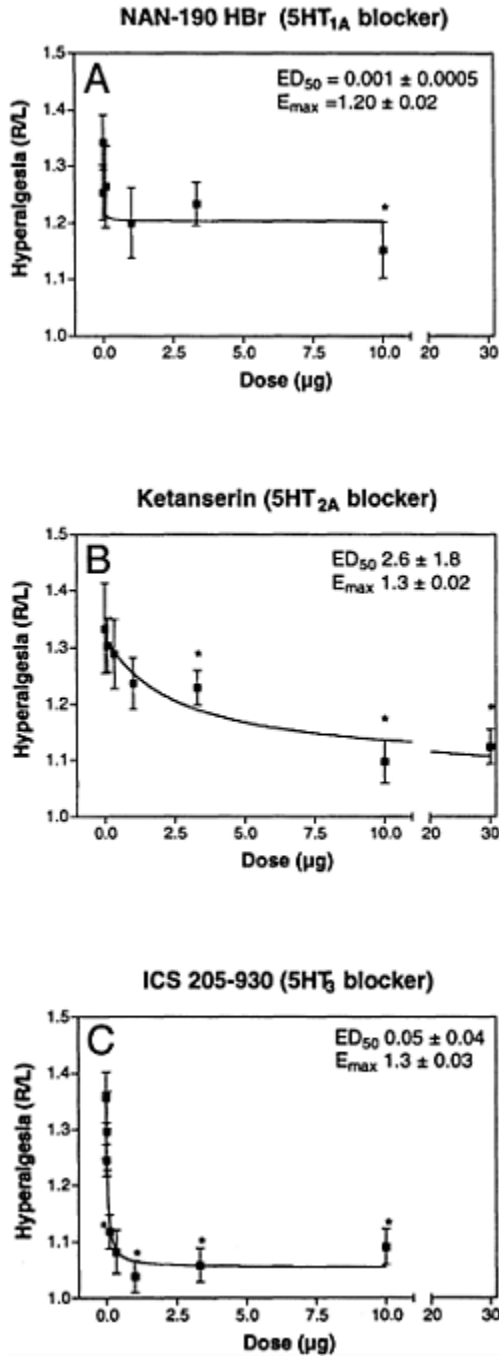 NAN-190 HBr (5HT1A blocker)
A
ED50 = 0.001 ± 0.0005
Emax =1.20 ± 0.02
Hyperalgesia (R/L)
1.5
1.4
1.3
1.2
1.1
1.0
*
0.0 2.5 5.0 7.5 10.0 20 30
Dose (µg)
Ketanserin (5HT2A blocker)
B
ED50 2.6 ± 1.8
Emax 1.3 ± 0.02
Hyperalgesia (R/L)
1.5
1.4
1.3
1.2
1.1
1.0
* * *
0.0 2.5 5.0 7.5 10.0 20 30
Dose (µg)
ICS 205-930 (5HT3 blocker)
C
ED50 0.05 ± 0.04
Emax 1.3 ± 0.03
Hyperalgesia (R/L)
1.5
1.4
1.3
1.2
1.1
1.0
* * * *
0.0 2.5 5.0 7.5 10.0 20 30
Dose (µg)